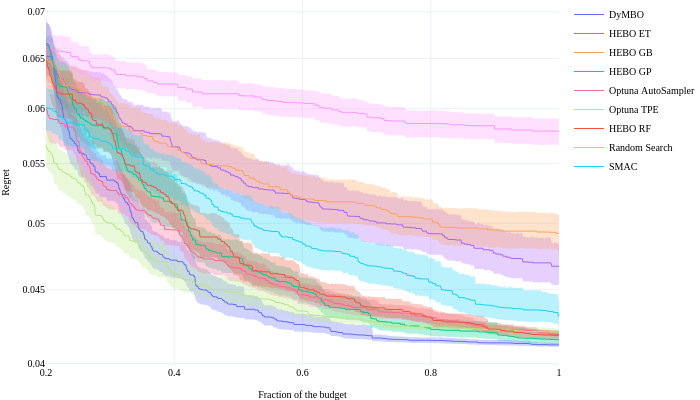 0.07
0.065
0.06
0.055
0.05
0.045
0.04
Regret
0.2
0.4
0.6
0.8
1
Fraction of the budget
DyMBO
HEBO ET
HEBO GB
HEBO GP
Optuna AutoSampler
Optuna TPE
HEBO RF
Random Search
SMAC